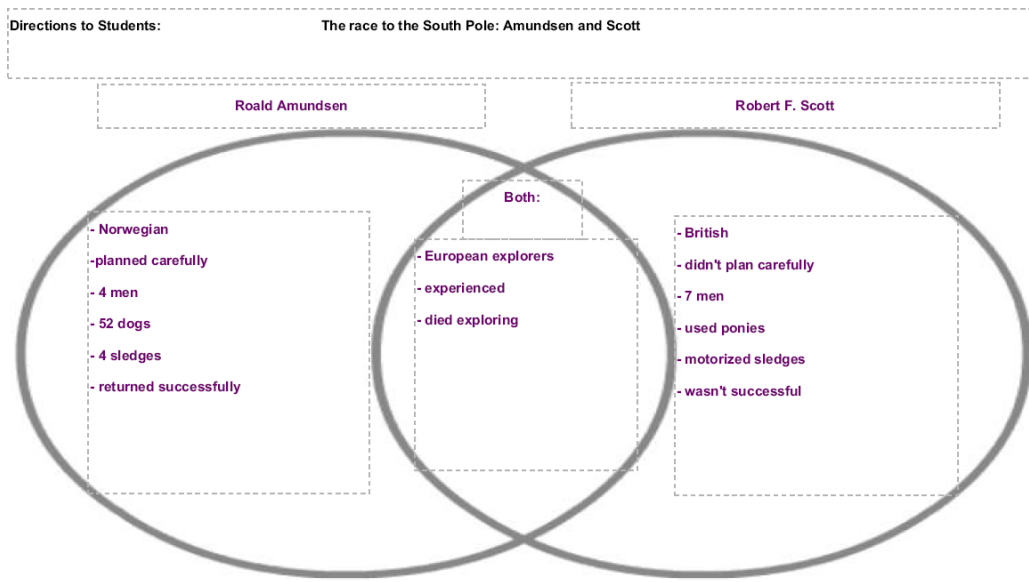 Directions to Students: The race to the South Pole: Amundsen and Scott
Roald Amundsen
Robert F. Scott
- Norwegian
-planned carefully
- 4 men
- 52 dogs
- 4 sledges
- returned successfully
Both:
- European explorers
- experienced
- died exploring
- British
- didn't plan carefully
- 7 men
- used ponies
- motorized sledges
- wasn't successful